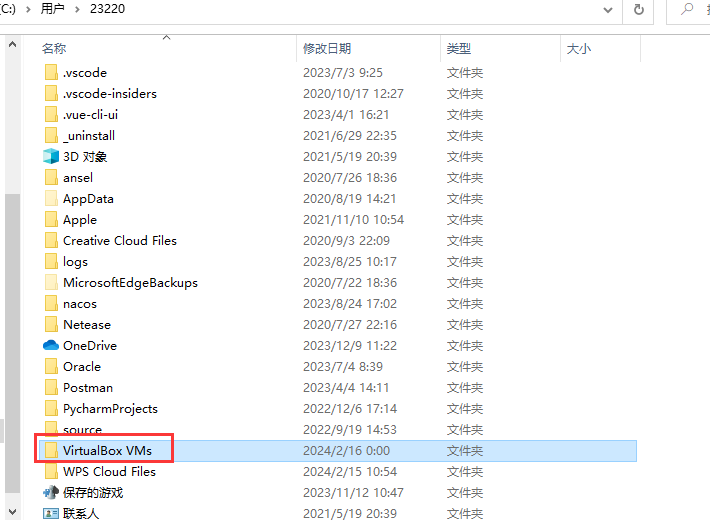 (C:) › 用户 › 23220
名称 修改日期 类型 大小
.vscode 2023/7/3 9:25 文件夹
.vscode-insiders 2020/10/17 12:27 文件夹
.vue-cli-ui 2023/4/1 16:21 文件夹
_uninstall 2021/6/29 22:35 文件夹
3D 对象 2021/5/19 20:39 文件夹
ansel 2020/7/26 18:36 文件夹
AppData 2020/8/19 14:21 文件夹
Apple 2021/11/10 10:54 文件夹
Creative Cloud Files 2020/9/3 22:09 文件夹
logs 2023/8/25 10:17 文件夹
MicrosoftEdgeBackups 2020/7/22 18:36 文件夹
nacos 2023/8/24 17:02 文件夹
Netease 2020/7/27 22:16 文件夹
OneDrive 2023/12/9 11:22 文件夹
Oracle 2023/7/4 8:39 文件夹
Postman 2023/4/4 14:11 文件夹
PycharmProjects 2022/12/6 17:14 文件夹
source 2022/9/19 14:53 文件夹
VirtualBox VMs 2024/2/16 0:00 文件夹
WPS Cloud Files 2024/2/15 10:54 文件夹
保存的游戏 2023/11/12 10:47 文件夹
联系人 2021/5/19 20:39 文件夹